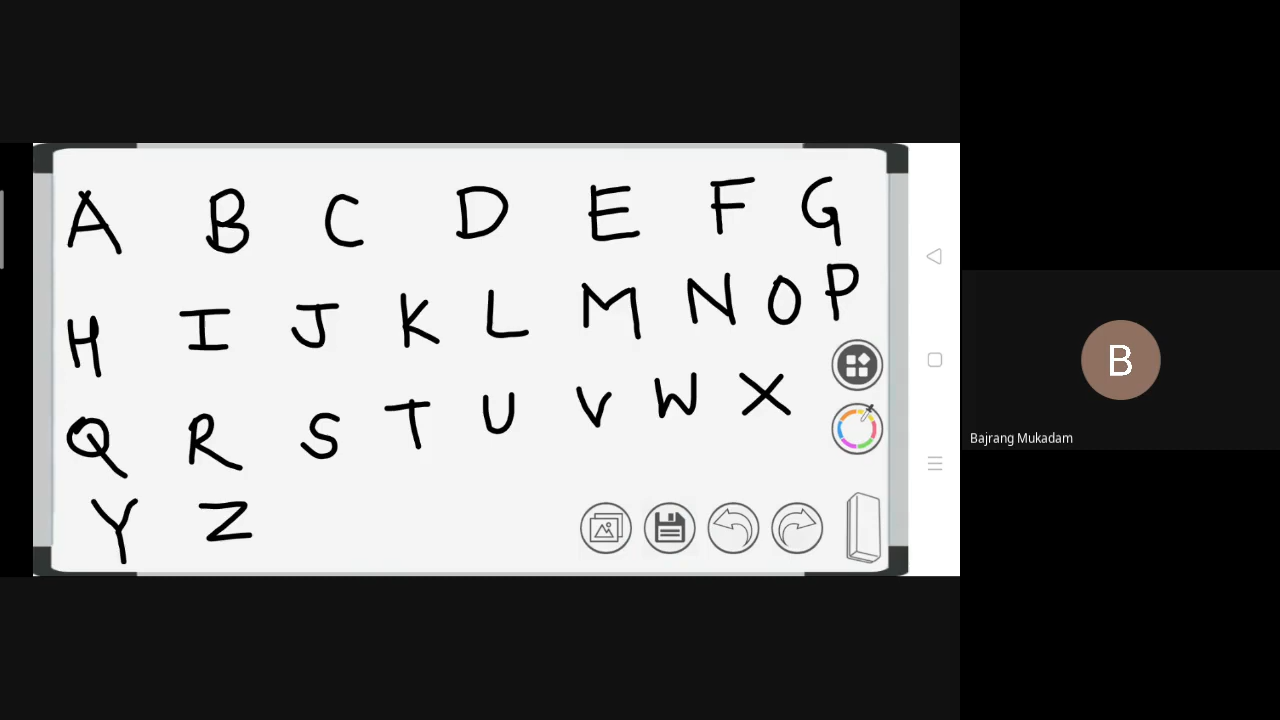 A B C D E F G
H I J K L M N O P
Q R S T U V W X
Y Z
B
Bajrang Mukadam